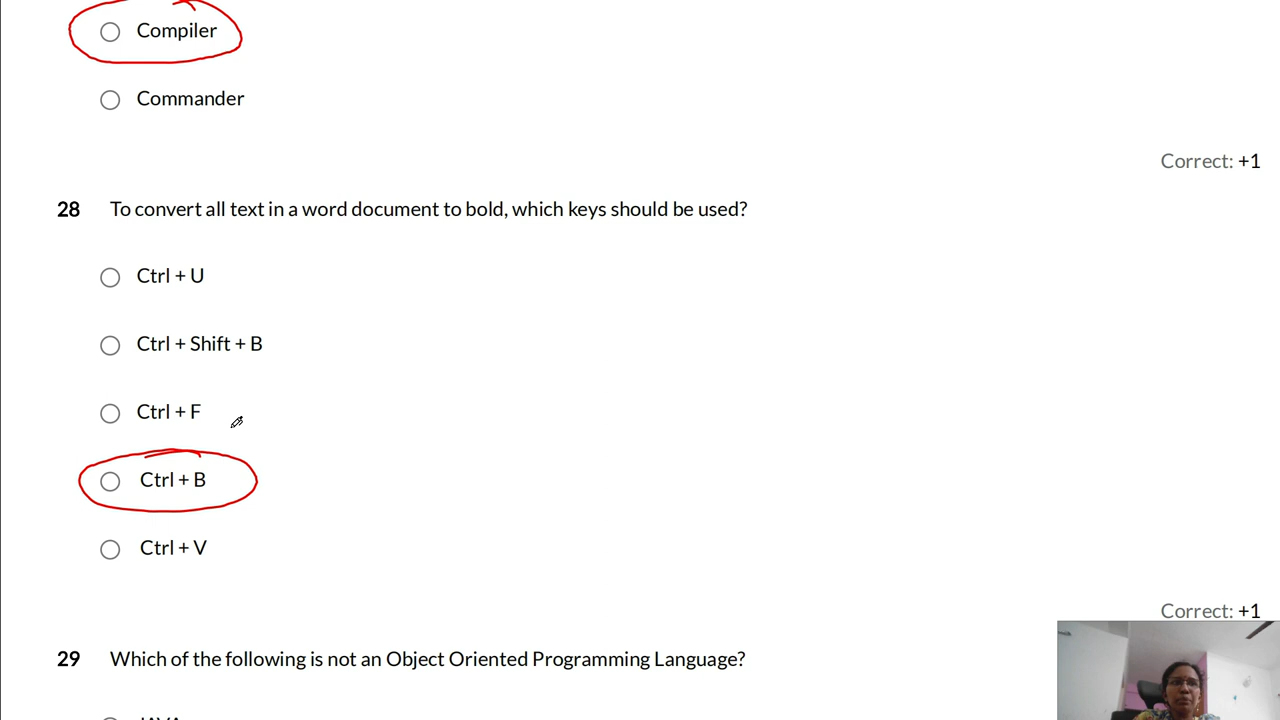 Compiler
Commander
Correct: +1
28 To convert all text in a word document to bold, which keys should be used?
Ctrl + U
Ctrl + Shift + B
Ctrl + F
Ctrl + B
Ctrl + V
Correct: +1
29 Which of the following is not an Object Oriented Programming Language?
JAVA